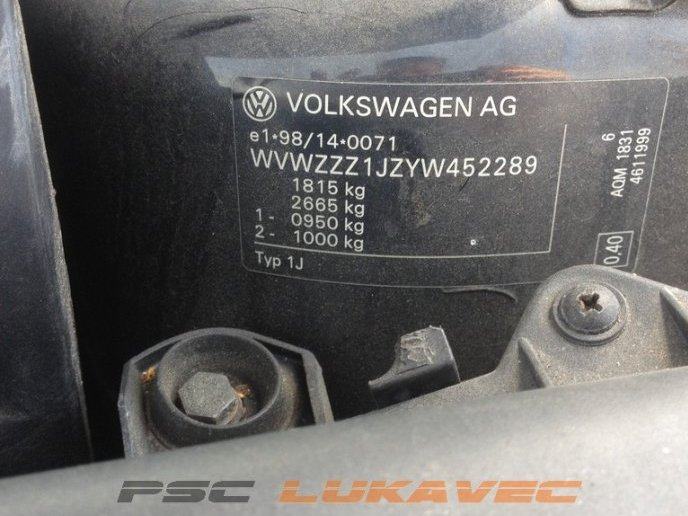 VOLKSWAGEN AG
e1*98/14*0071
WVWZZZ1JZYW452289
1815 kg
2665 kg
1- 0950 kg
2- 1000 kg
Typ 1J
6
AQM 1831
4611999
0.40
PSC LUKAVEC